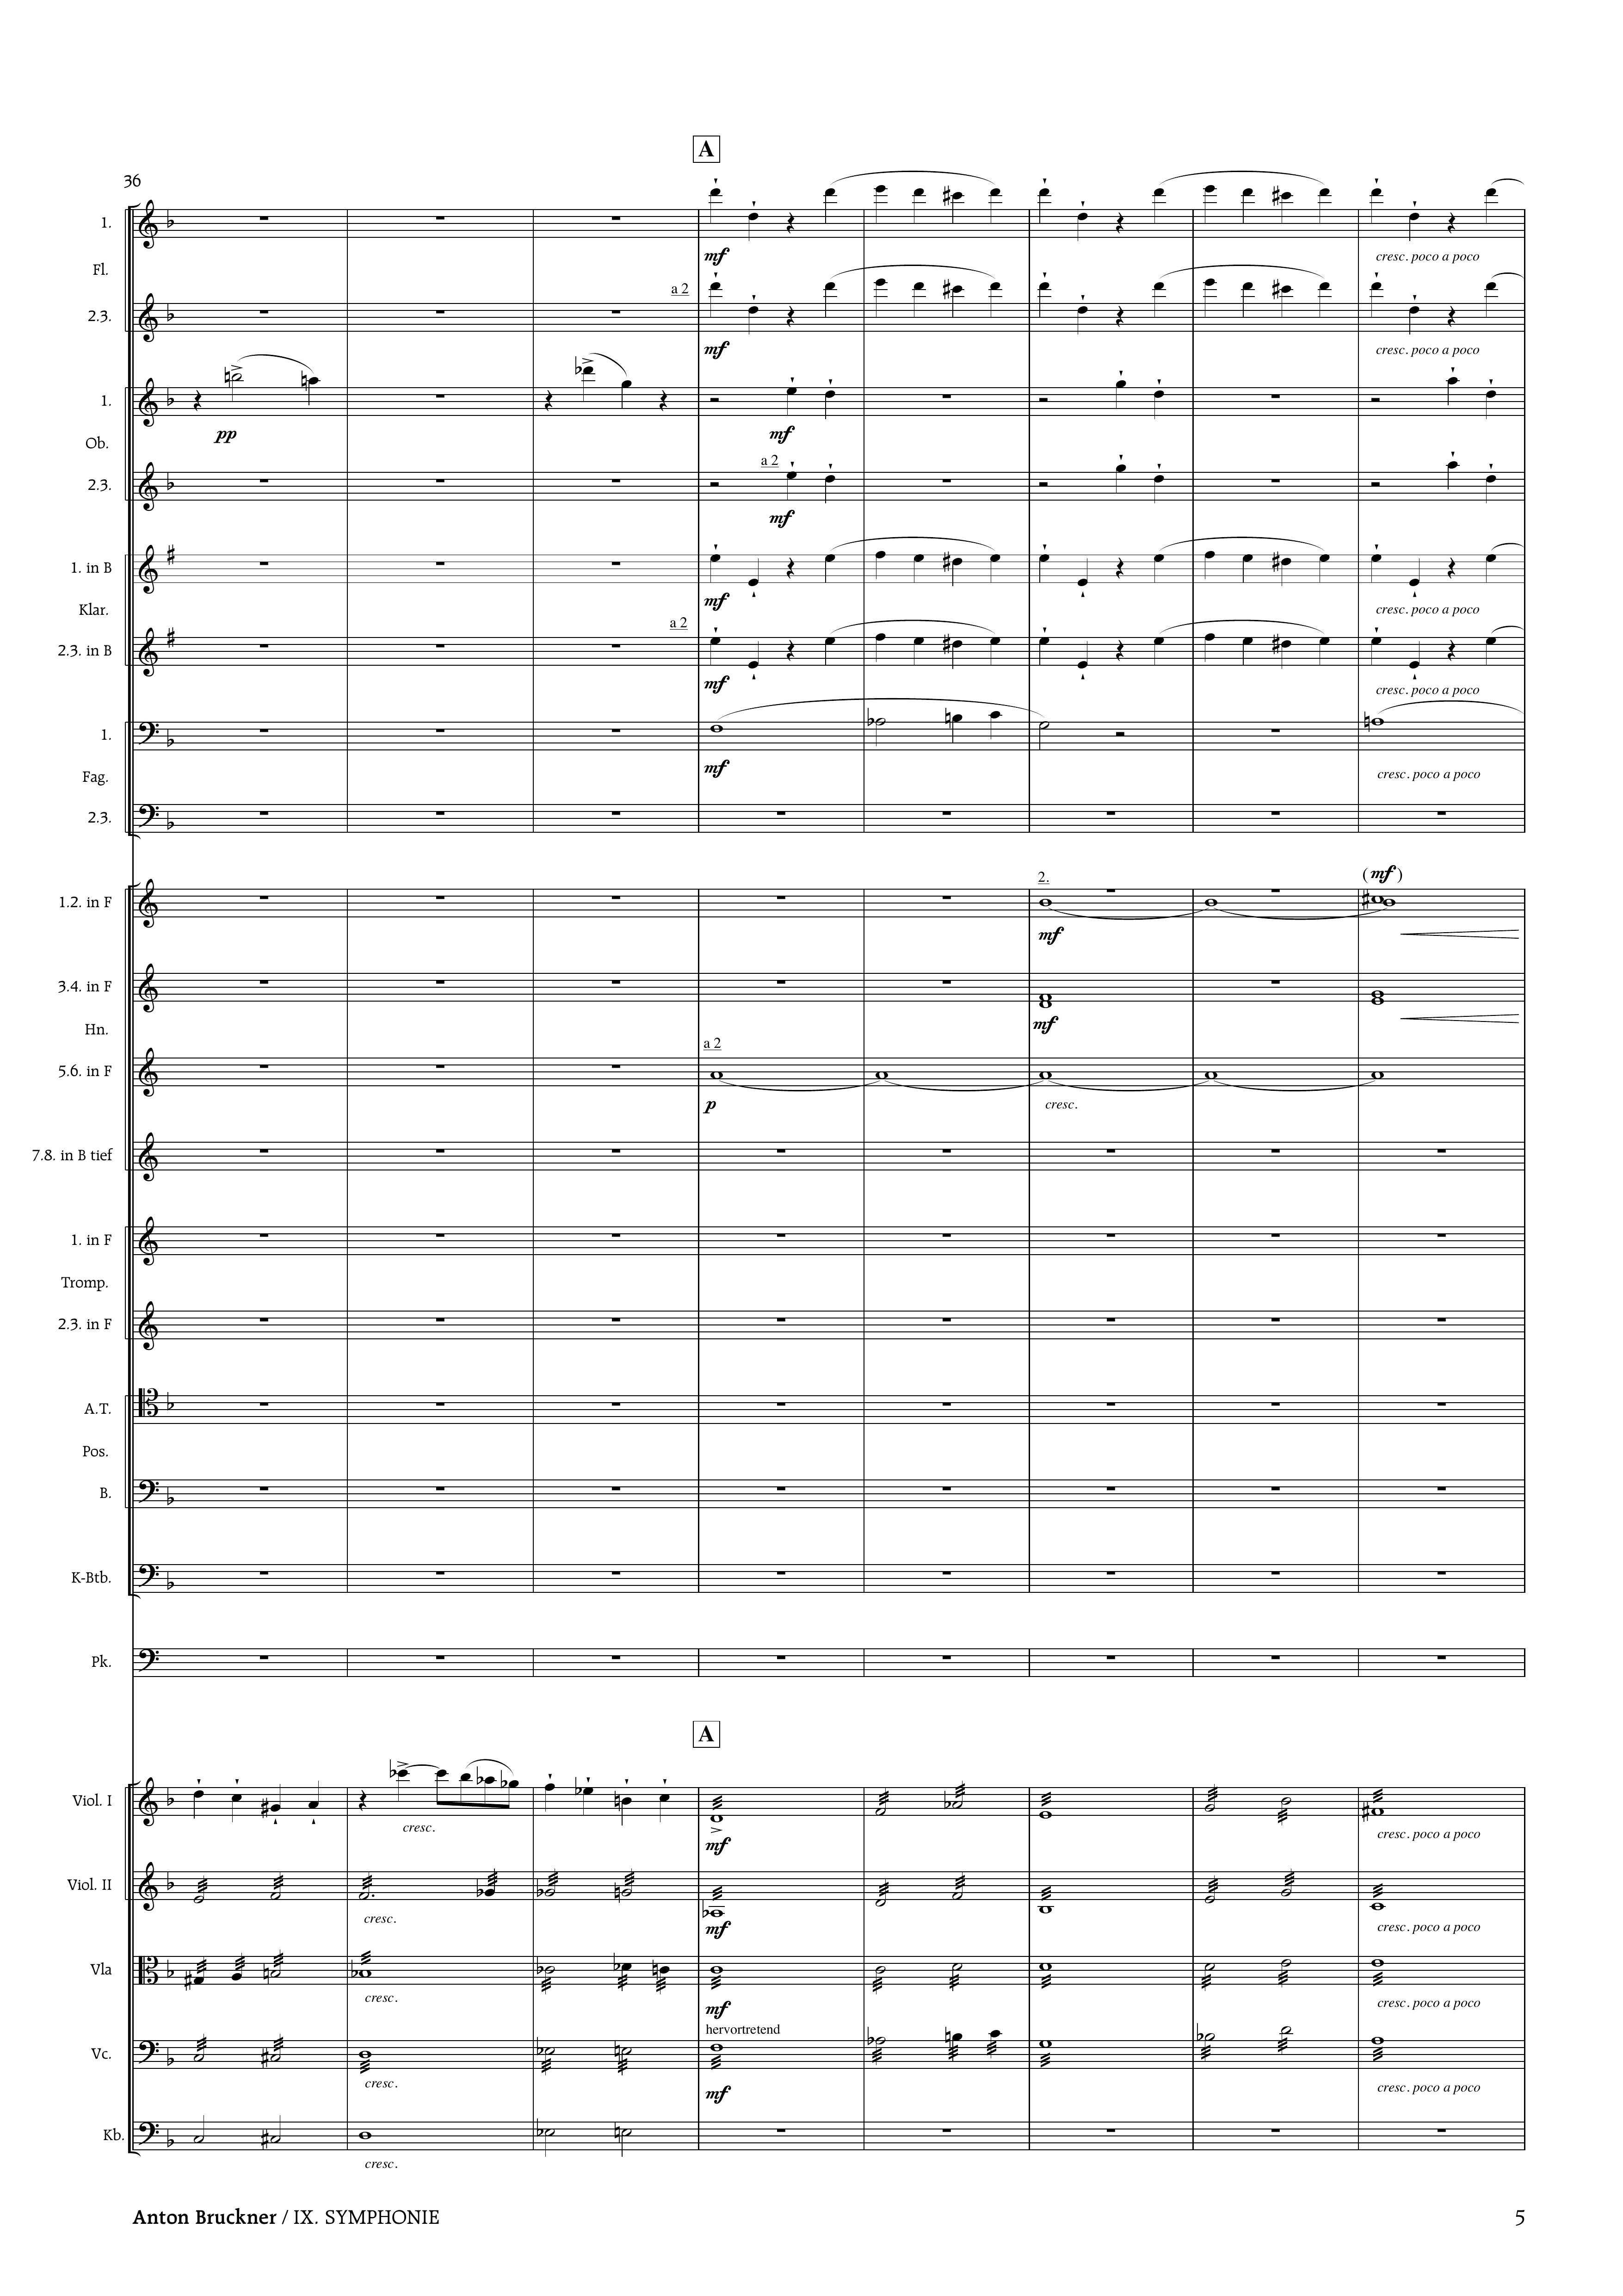 A
36
1.
mf
cresc. poco a poco
Fl.
a 2
2.3.
mf
cresc. poco a poco
1.
pp
mf
Ob.
a 2
2.3.
mf
1. in B
mf
cresc. poco a poco
Klar.
a 2
2.3. in B
mf
cresc. poco a poco
1.
mf
cresc. poco a poco
Fag.
2.3.
2.
(mf)
1.2. in F
mf
3.4. in F
mf
Hn.
a 2
5.6. in F
p
cresc.
7.8. in B tief
1. in F
Tromp.
2.3. in F
A.T.
Pos.
B.
K-Btb.
Pk.
A
Viol. I
cresc.
mf
cresc. poco a poco
Viol. II
cresc.
mf
cresc. poco a poco
Vla
cresc.
mf
cresc. poco a poco
hervortretend
Vc.
cresc.
mf
cresc. poco a poco
Kb.
cresc.
Anton Bruckner / IX. SYMPHONIE
5